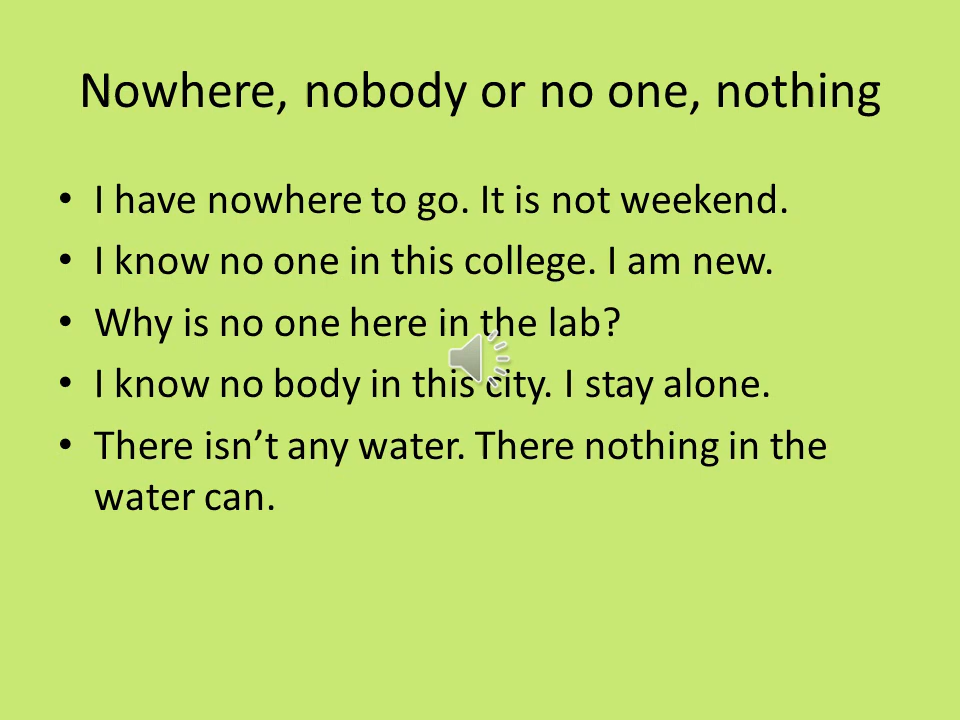 Nowhere, nobody or no one, nothing
• I have nowhere to go. It is not weekend.
• I know no one in this college. I am new.
• Why is no one here in the lab?
• I know no body in this city. I stay alone.
• There isn’t any water. There nothing in the
water can.